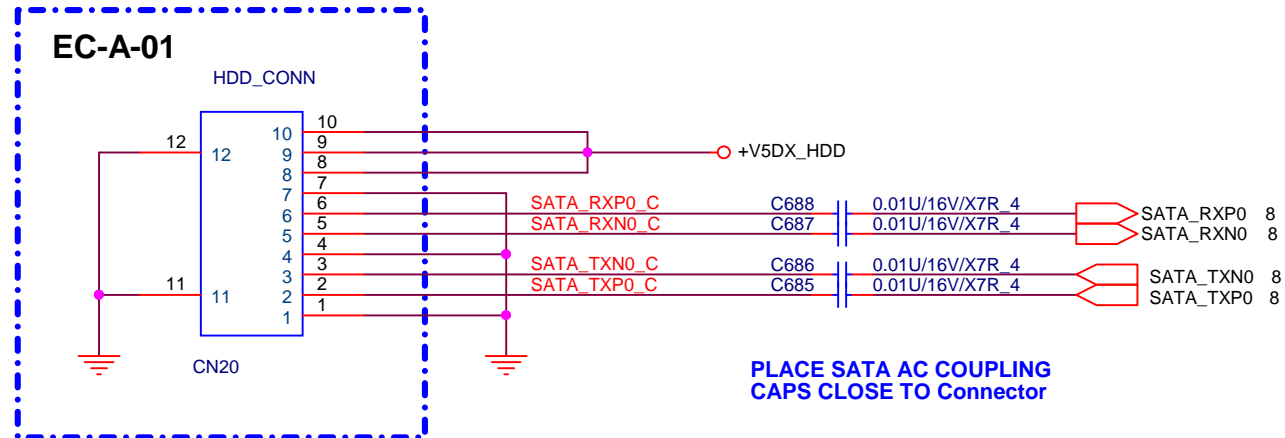 EC-A-01
HDD_CONN
10
10
12
12
9
9
+V5DX_HDD
8
8
7
7
6
6
SATA_RXP0_C
C688
0.01U/16V/X7R_4
SATA_RXP0 8
5
5
SATA_RXN0_C
C687
0.01U/16V/X7R_4
SATA_RXN0 8
4
4
3
3
SATA_TXN0_C
C686
0.01U/16V/X7R_4
SATA_TXN0 8
11
11
2
2
SATA_TXP0_C
C685
0.01U/16V/X7R_4
SATA_TXP0 8
1
1
CN20
PLACE SATA AC COUPLING
CAPS CLOSE TO Connector